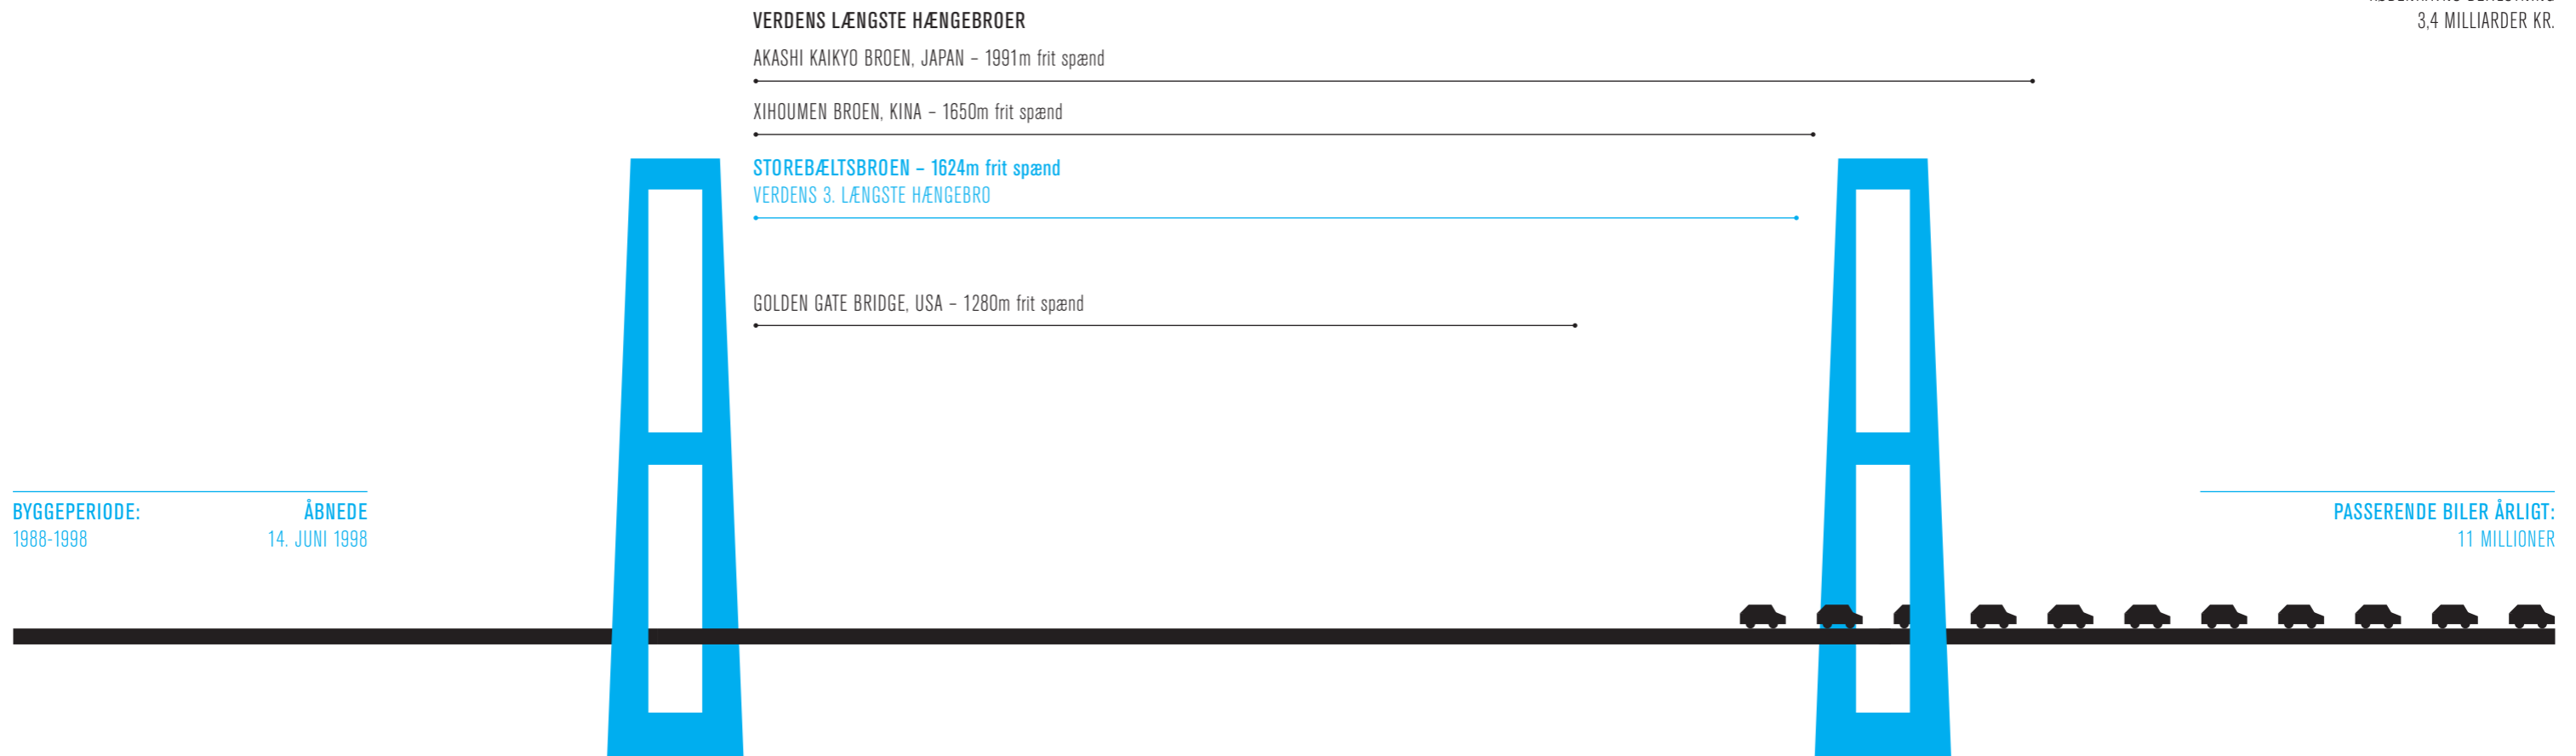 VERDENS LÆNGSTE HÆNGEBROER
AKASHI KAIKYO BROEN, JAPAN – 1991m frit spænd
XIHOUMEN BROEN, KINA – 1650m frit spænd
STOREBÆLTSBROEN – 1624m frit spænd
VERDENS 3. LÆNGSTE HÆNGEBRO
GOLDEN GATE BRIDGE, USA – 1280m frit spænd
3,4 MILLIARDER KR.
BYGGEPERIODE:
1988-1998
ÅBNEDE
14. JUNI 1998
PASSERENDE BILER ÅRLIGT:
11 MILLIONER